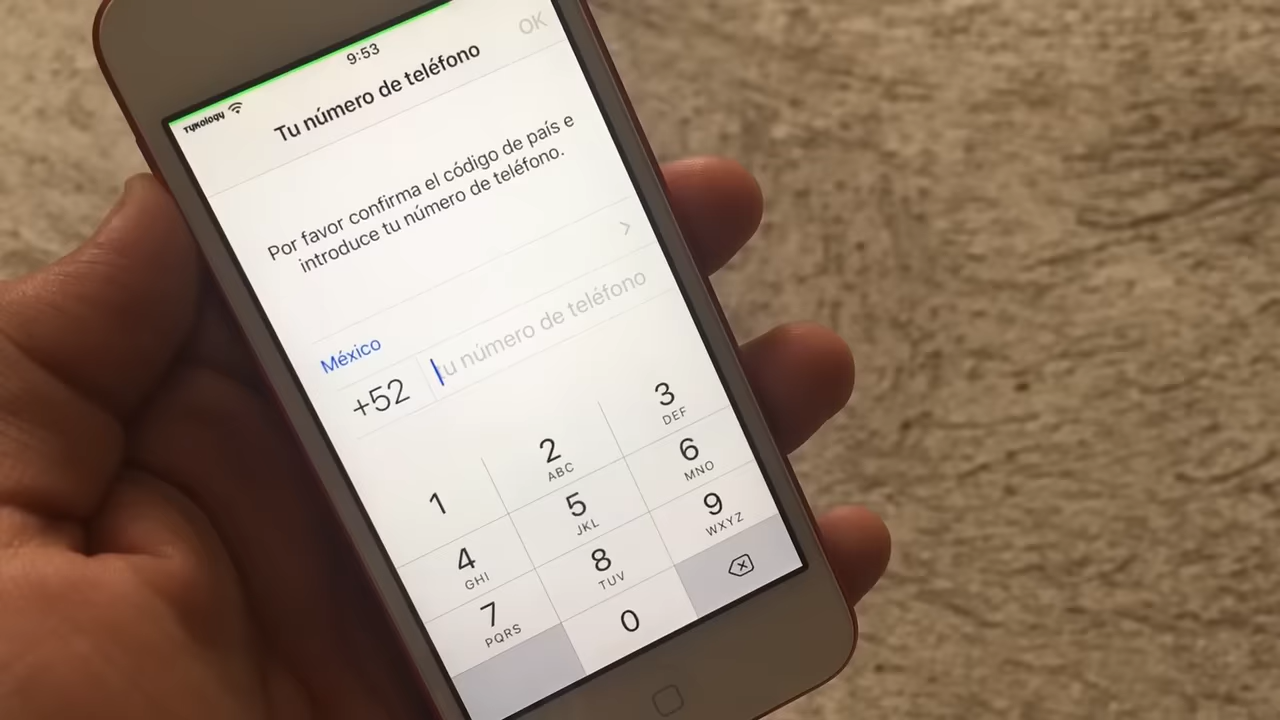 9:53
TYKOlOGY
OK
Tu número de teléfono
Por favor confirma el código de país e
introduce tu número de teléfono.
México
+52
Tu número de teléfono
1
2
ABC
3
DEF
4
GHI
5
JKL
6
MNO
7
PQRS
8
TUV
9
WXYZ
0